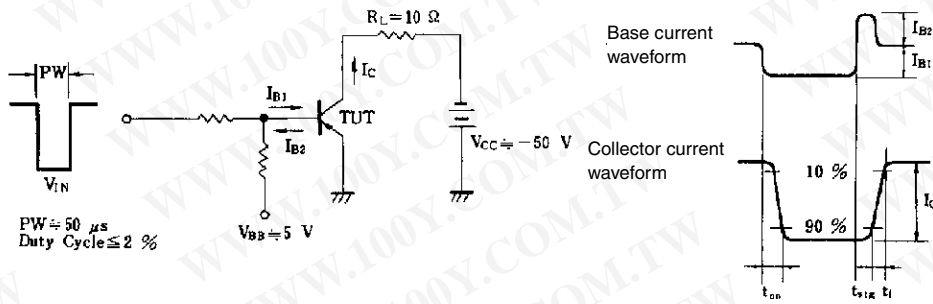 R_L=10 Ω
PW
I_C
I_B1
TUT
I_B2
V_CC≒−50 V
V_IN
PW≒50 μs
Duty Cycle≦2 %
V_BB≒5 V
Base current
waveform
I_B2
I_B1
Collector current
waveform
10 %
90 %
I_C
t_on
t_stg
t_f
WWW.100Y.COM.TW